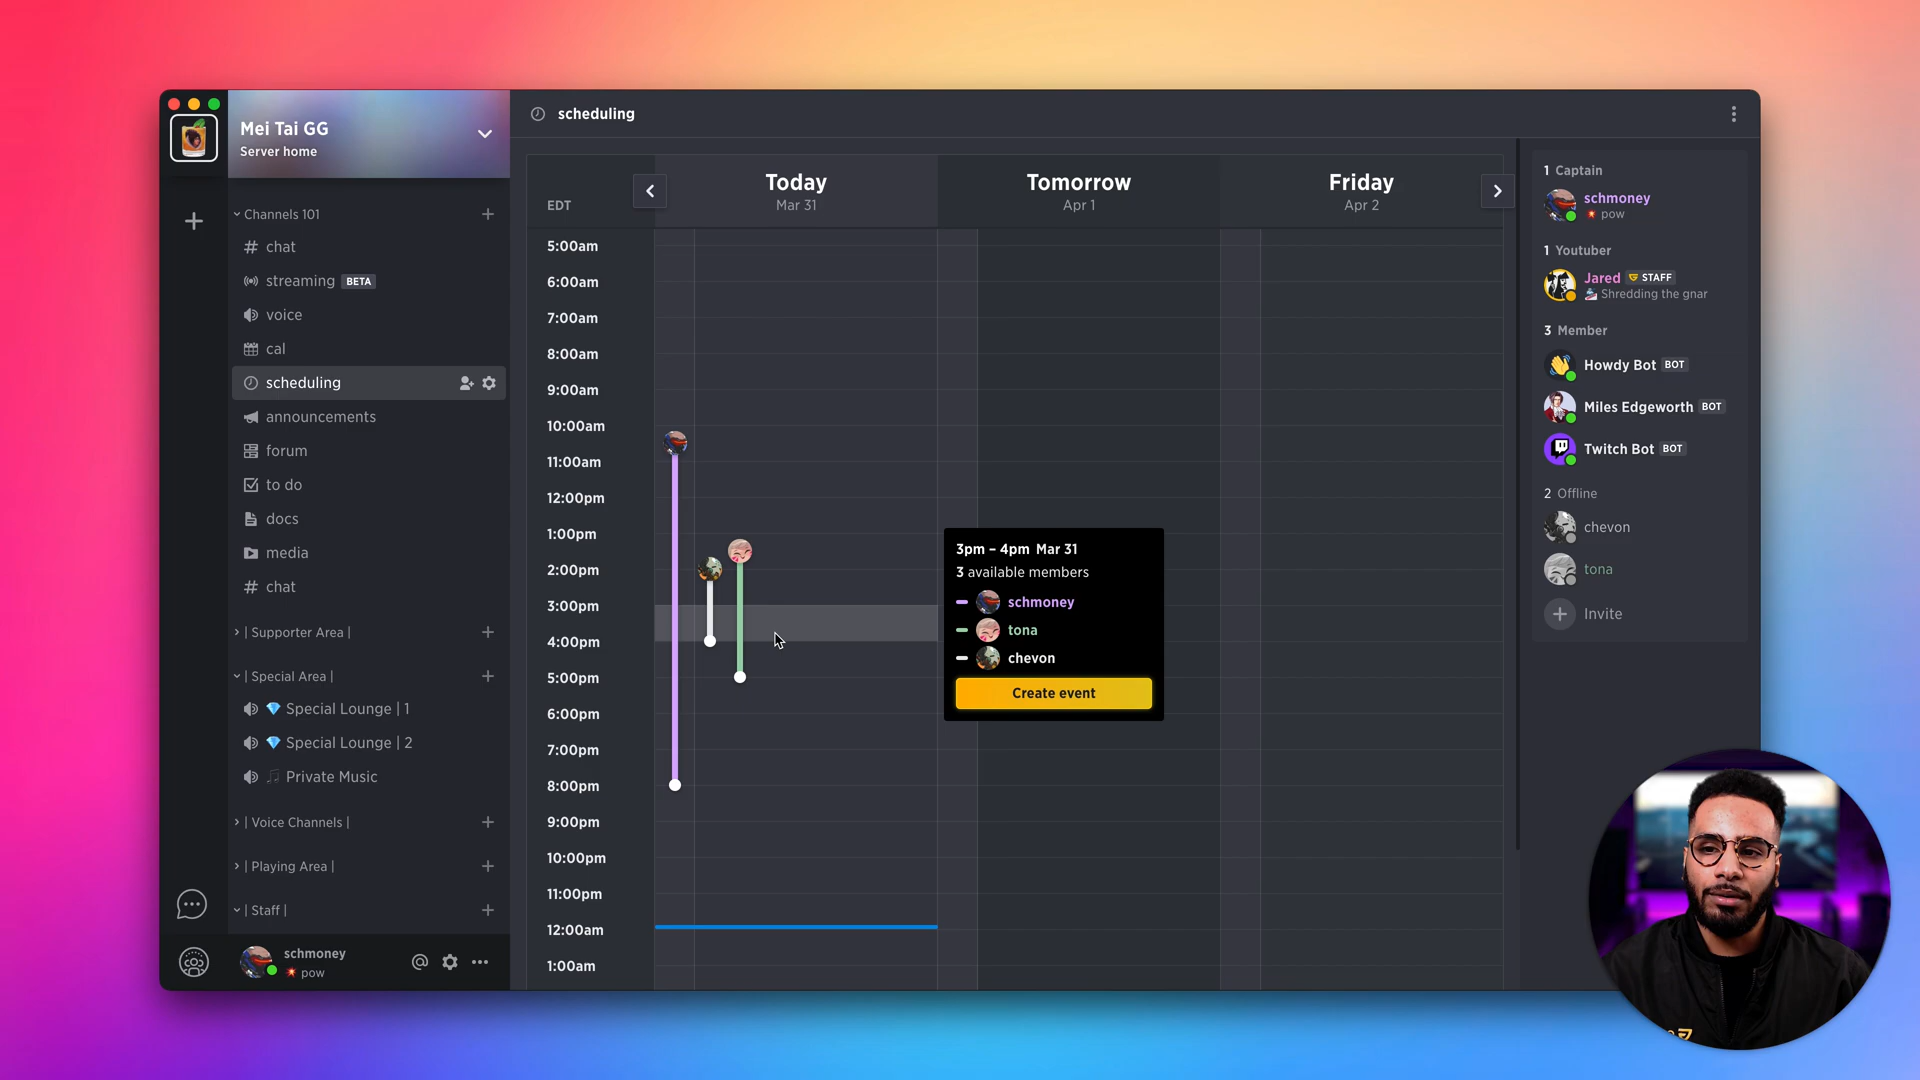 Mei Tai GG
Server home
Channels 101
chat
streaming BETA
voice
cal
scheduling
announcements
forum
to do
docs
media
chat
| Supporter Area |
| Special Area |
💎 Special Lounge | 1
💎 Special Lounge | 2
🎵 Private Music
| Voice Channels |
| Playing Area |
| Staff |
schmoney
💥 pow
scheduling
EDT
Today
Mar 31
Tomorrow
Apr 1
Friday
Apr 2
5:00am
6:00am
7:00am
8:00am
9:00am
10:00am
11:00am
12:00pm
1:00pm
2:00pm
3:00pm
4:00pm
5:00pm
6:00pm
7:00pm
8:00pm
9:00pm
10:00pm
11:00pm
12:00am
1:00am
3pm – 4pm Mar 31
3 available members
schmoney
tona
chevon
Create event
1 Captain
schmoney
💥 pow
1 Youtuber
Jared STAFF
Shredding the gnar
3 Member
Howdy Bot BOT
Miles Edgeworth BOT
Twitch Bot BOT
2 Offline
chevon
tona
Invite